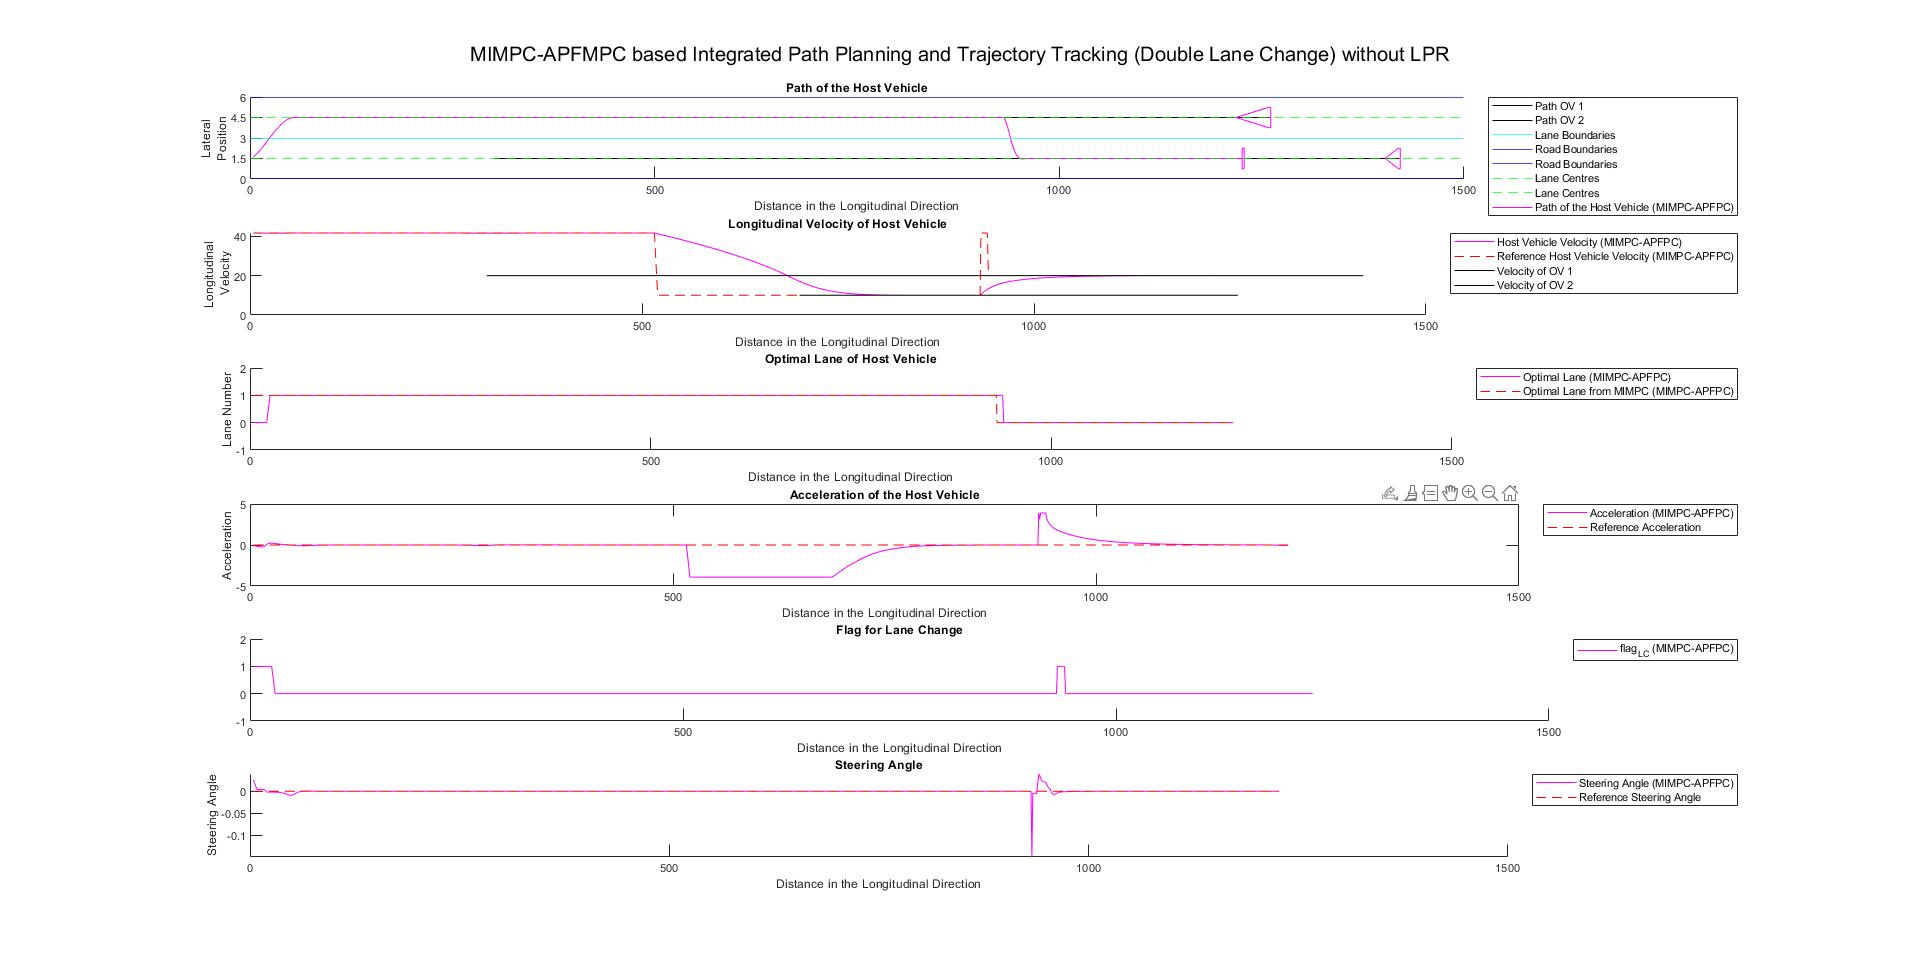 MIMPC-APFMPC based Integrated Path Planning and Trajectory Tracking (Double Lane Change) without LPR
Path of the Host Vehicle
Lateral
Position
6
4.5
3
1.5
0
0
500
1000
1500
Distance in the Longitudinal Direction
Path OV 1
Path OV 2
Lane Boundaries
Road Boundaries
Road Boundaries
Lane Centres
Lane Centres
Path of the Host Vehicle (MIMPC-APFPC)
Longitudinal Velocity of Host Vehicle
Longitudinal
Velocity
40
20
0
0
500
1000
1500
Distance in the Longitudinal Direction
Host Vehicle Velocity (MIMPC-APFPC)
Reference Host Vehicle Velocity (MIMPC-APFPC)
Velocity of OV 1
Velocity of OV 2
Optimal Lane of Host Vehicle
Lane Number
2
1
0
-1
0
500
1000
1500
Distance in the Longitudinal Direction
Optimal Lane (MIMPC-APFPC)
Optimal Lane from MIMPC (MIMPC-APFPC)
Acceleration of the Host Vehicle
Acceleration
5
0
-5
0
500
1000
1500
Distance in the Longitudinal Direction
Acceleration (MIMPC-APFPC)
Reference Acceleration
Flag for Lane Change
2
1
0
-1
0
500
1000
1500
Distance in the Longitudinal Direction
flagLC (MIMPC-APFPC)
Steering Angle
Steering Angle
0
-0.05
-0.1
0
500
1000
1500
Distance in the Longitudinal Direction
Steering Angle (MIMPC-APFPC)
Reference Steering Angle